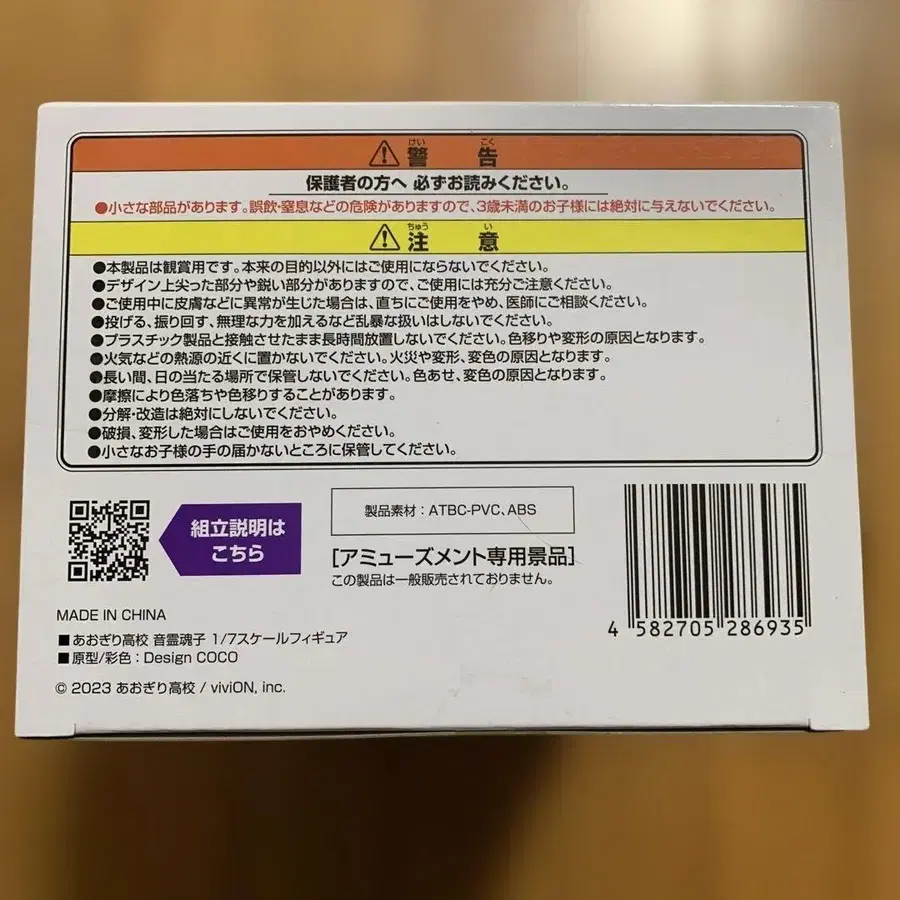 ⚠警告
けい ごく
保護者の方へ 必ずお読みください。
●小さな部品があります。誤飲・窒息などの危険がありますので、3歳未満のお子様には絶対に与えないでください。
⚠注意
ちゅう い
●本製品は観賞用です。本来の目的以外にはご使用にならないでください。
●デザイン上尖った部分や鋭い部分がありますので、ご使用には充分ご注意ください。
●ご使用中に皮膚などに異常が生じた場合は、直ちにご使用をやめ、医師にご相談ください。
●投げる、振り回す、無理な力を加えるなど乱暴な扱いはしないでください。
●プラスチック製品と接触させたまま長時間放置しないでください。色移りや変形の原因となります。
●火気などの熱源の近くに置かないでください。火災や変形、変色の原因となります。
●長い間、日の当たる場所で保管しないでください。色あせ、変色の原因となります。
●摩擦により色落ちや色移りすることがあります。
●分解・改造は絶対にしないでください。
●破損、変形した場合はご使用をおやめください。
●小さなお子様の手の届かないところに保管してください。
組立説明は
こちら
製品素材：ATBC-PVC、ABS
[アミューズメント専用景品]
この製品は一般販売されておりません。
MADE IN CHINA
■あおぎり高校 音霊魂子 1/7スケールフィギュア
■原型/彩色：Design COCO
© 2023 あおぎり高校 / viviON, inc.
4 582705 286935